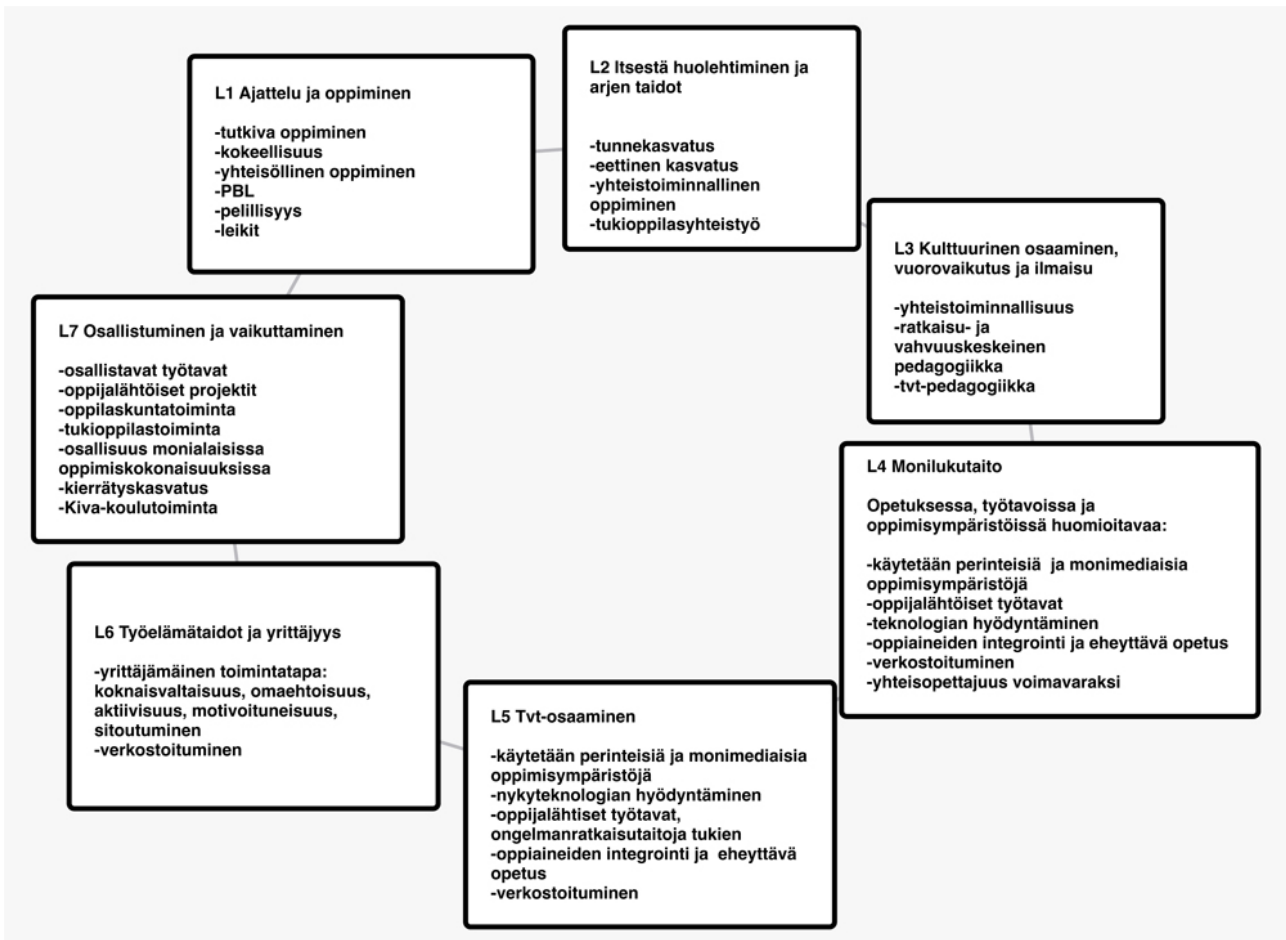 L1 Ajattelu ja oppiminen
-tutkiva oppiminen
-kokeellisuus
-yhteisöllinen oppiminen
-PBL
-pelillisyys
-leikit
L2 Itsestä huolehtiminen ja
arjen taidot
-tunnekasvatus
-eettinen kasvatus
-yhteistoiminnallinen
oppiminen
-tukioppilasyhteistyö
L3 Kulttuurinen osaaminen,
vuorovaikutus ja ilmaisu
-yhteistoiminnallisuus
-ratkaisu- ja
vahvuuskeskeinen
pedagogiikka
-tvt-pedagogiikka
L4 Monilukutaito
Opetuksessa, työtavoissa ja
oppimisympäristöissä huomioitavaa:
-käytetään perinteisiä  ja monimediaisia
oppimisympäristöjä
-oppijalähtöiset työtavat
-teknologian hyödyntäminen
-oppiaineiden integrointi ja eheyttävä opetus
-verkostoituminen
-yhteisopettajuus voimavaraksi
L5 Tvt-osaaminen
-käytetään perinteisiä ja monimediaisia
oppimisympäristöjä
-nykyteknologian hyödyntäminen
-oppijalähtiset työtavat,
ongelmanratkaisutaitoja tukien
-oppiaineiden integrointi ja  eheyttävä
opetus
-verkostoituminen
L6 Työelämätaidot ja yrittäjyys
-yrittäjämäinen toimintatapa:
koknaisvaltaisuus, omaehtoisuus,
aktiivisuus, motivoituneisuus,
sitoutuminen
-verkostoituminen
L7 Osallistuminen ja vaikuttaminen
-osallistavat työtavat
-oppijalähtöiset projektit
-oppilaskuntatoiminta
-tukioppilastoiminta
-osallisuus monialaisissa
oppimiskokonaisuuksissa
-kierrätyskasvatus
-Kiva-koulutoiminta